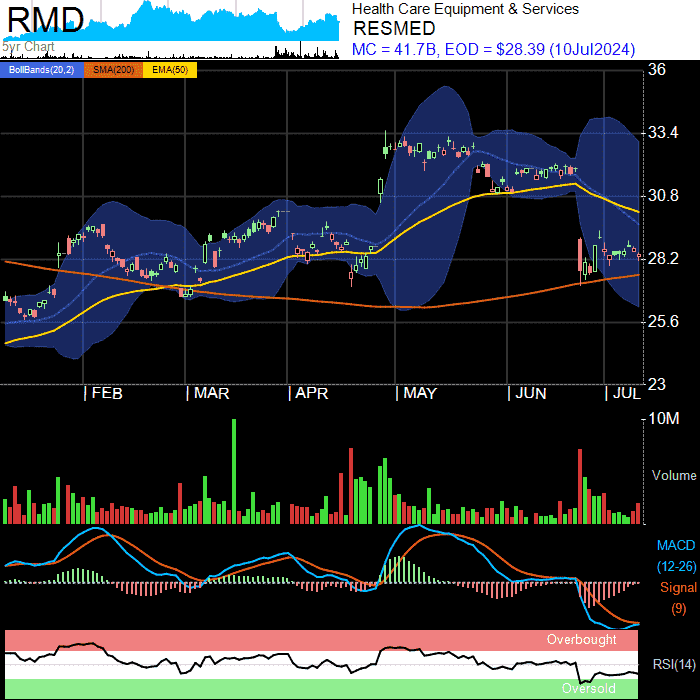 RMD
5yr Chart
Health Care Equipment & Services
RESMED
MC = 41.7B, EOD = $28.39 (10Jul2024)
BollBands(20,2) SMA(200) EMA(50)
36
33.4
30.8
28.2
25.6
23
| FEB | MAR | APR | MAY | JUN | JUL
10M
Volume
MACD
(12-26)
Signal
(9)
Overbought
RSI(14)
Oversold